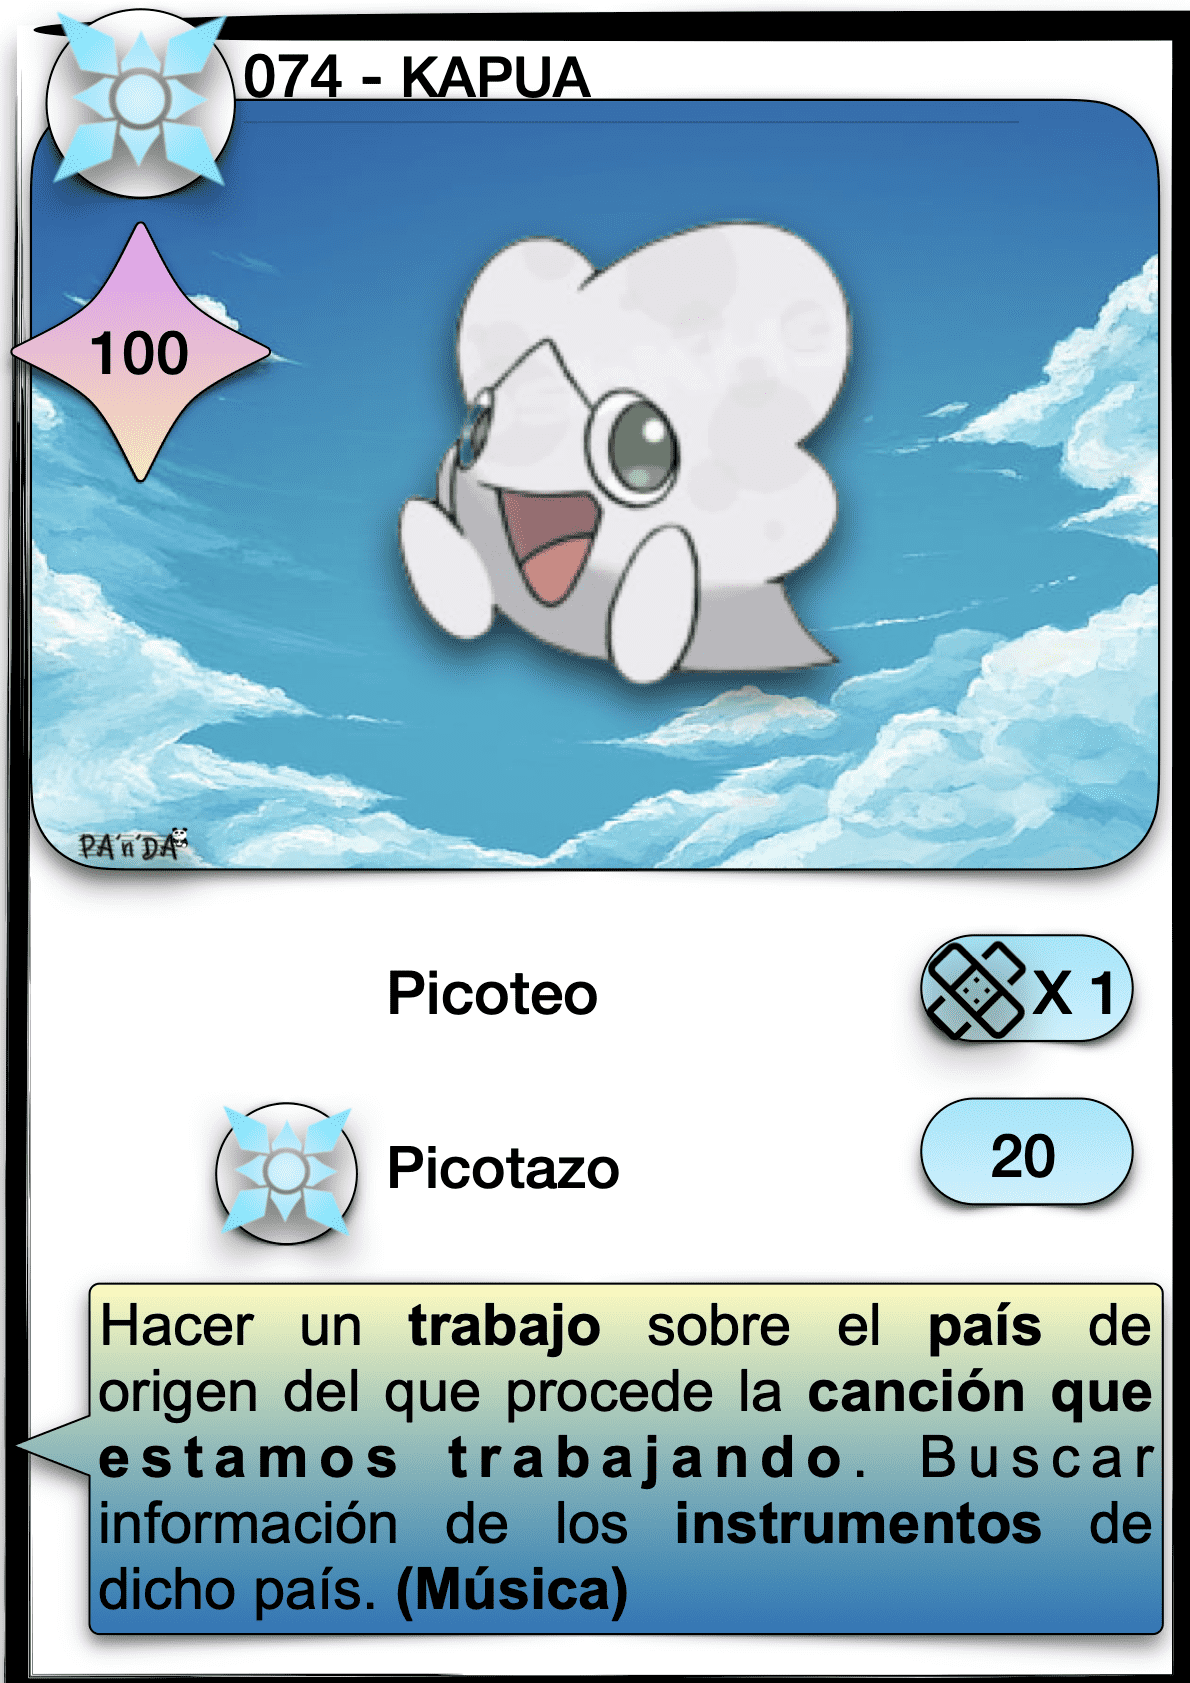 074 - KAPUA
100
PA'n'DA
Picoteo
X 1
Picotazo
20
Hacer un trabajo sobre el país de
origen del que procede la canción que
estamos trabajando. Buscar
información de los instrumentos de
dicho país. (Música)